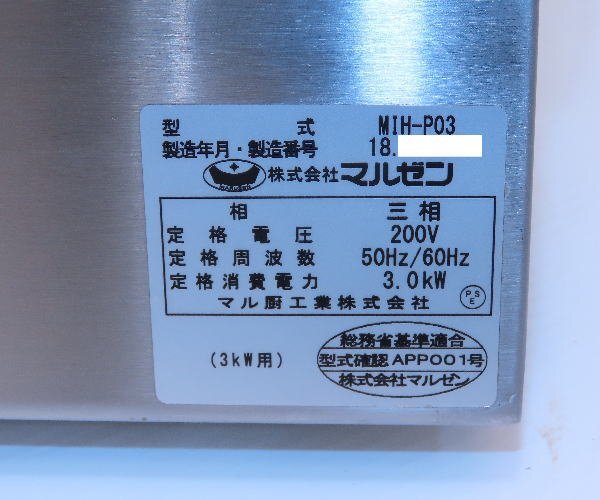 型式 MIH-P03
製造年月・製造番号 18.
MARUZEN 株式会社 マルゼン
相 三相
定格電圧 200V
定格周波数 50Hz/60Hz
定格消費電力 3.0kW
マル厨工業株式会社
PSE
(3kW用)
総務省基準適合
型式確認APP001号
株式会社マルゼン